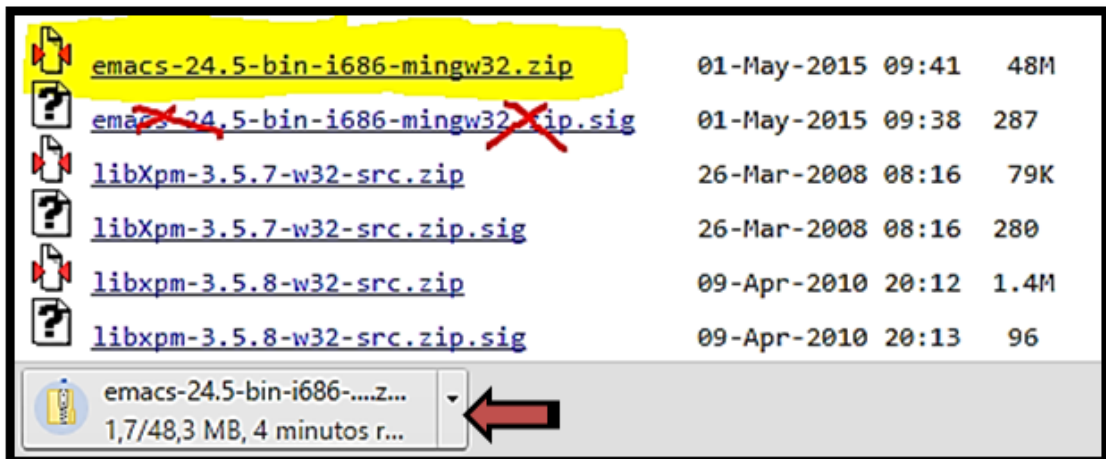 emacs-24.5-bin-i686-mingw32.zip 01-May-2015 09:41 48M
emacs-24.5-bin-i686-mingw32.zip.sig 01-May-2015 09:38 287
libXpm-3.5.7-w32-src.zip 26-Mar-2008 08:16 79K
libXpm-3.5.7-w32-src.zip.sig 26-Mar-2008 08:16 280
libxpm-3.5.8-w32-src.zip 09-Apr-2010 20:12 1.4M
libxpm-3.5.8-w32-src.zip.sig 09-Apr-2010 20:13 96
emacs-24.5-bin-i686-....z...
1,7/48,3 MB, 4 minutos r...